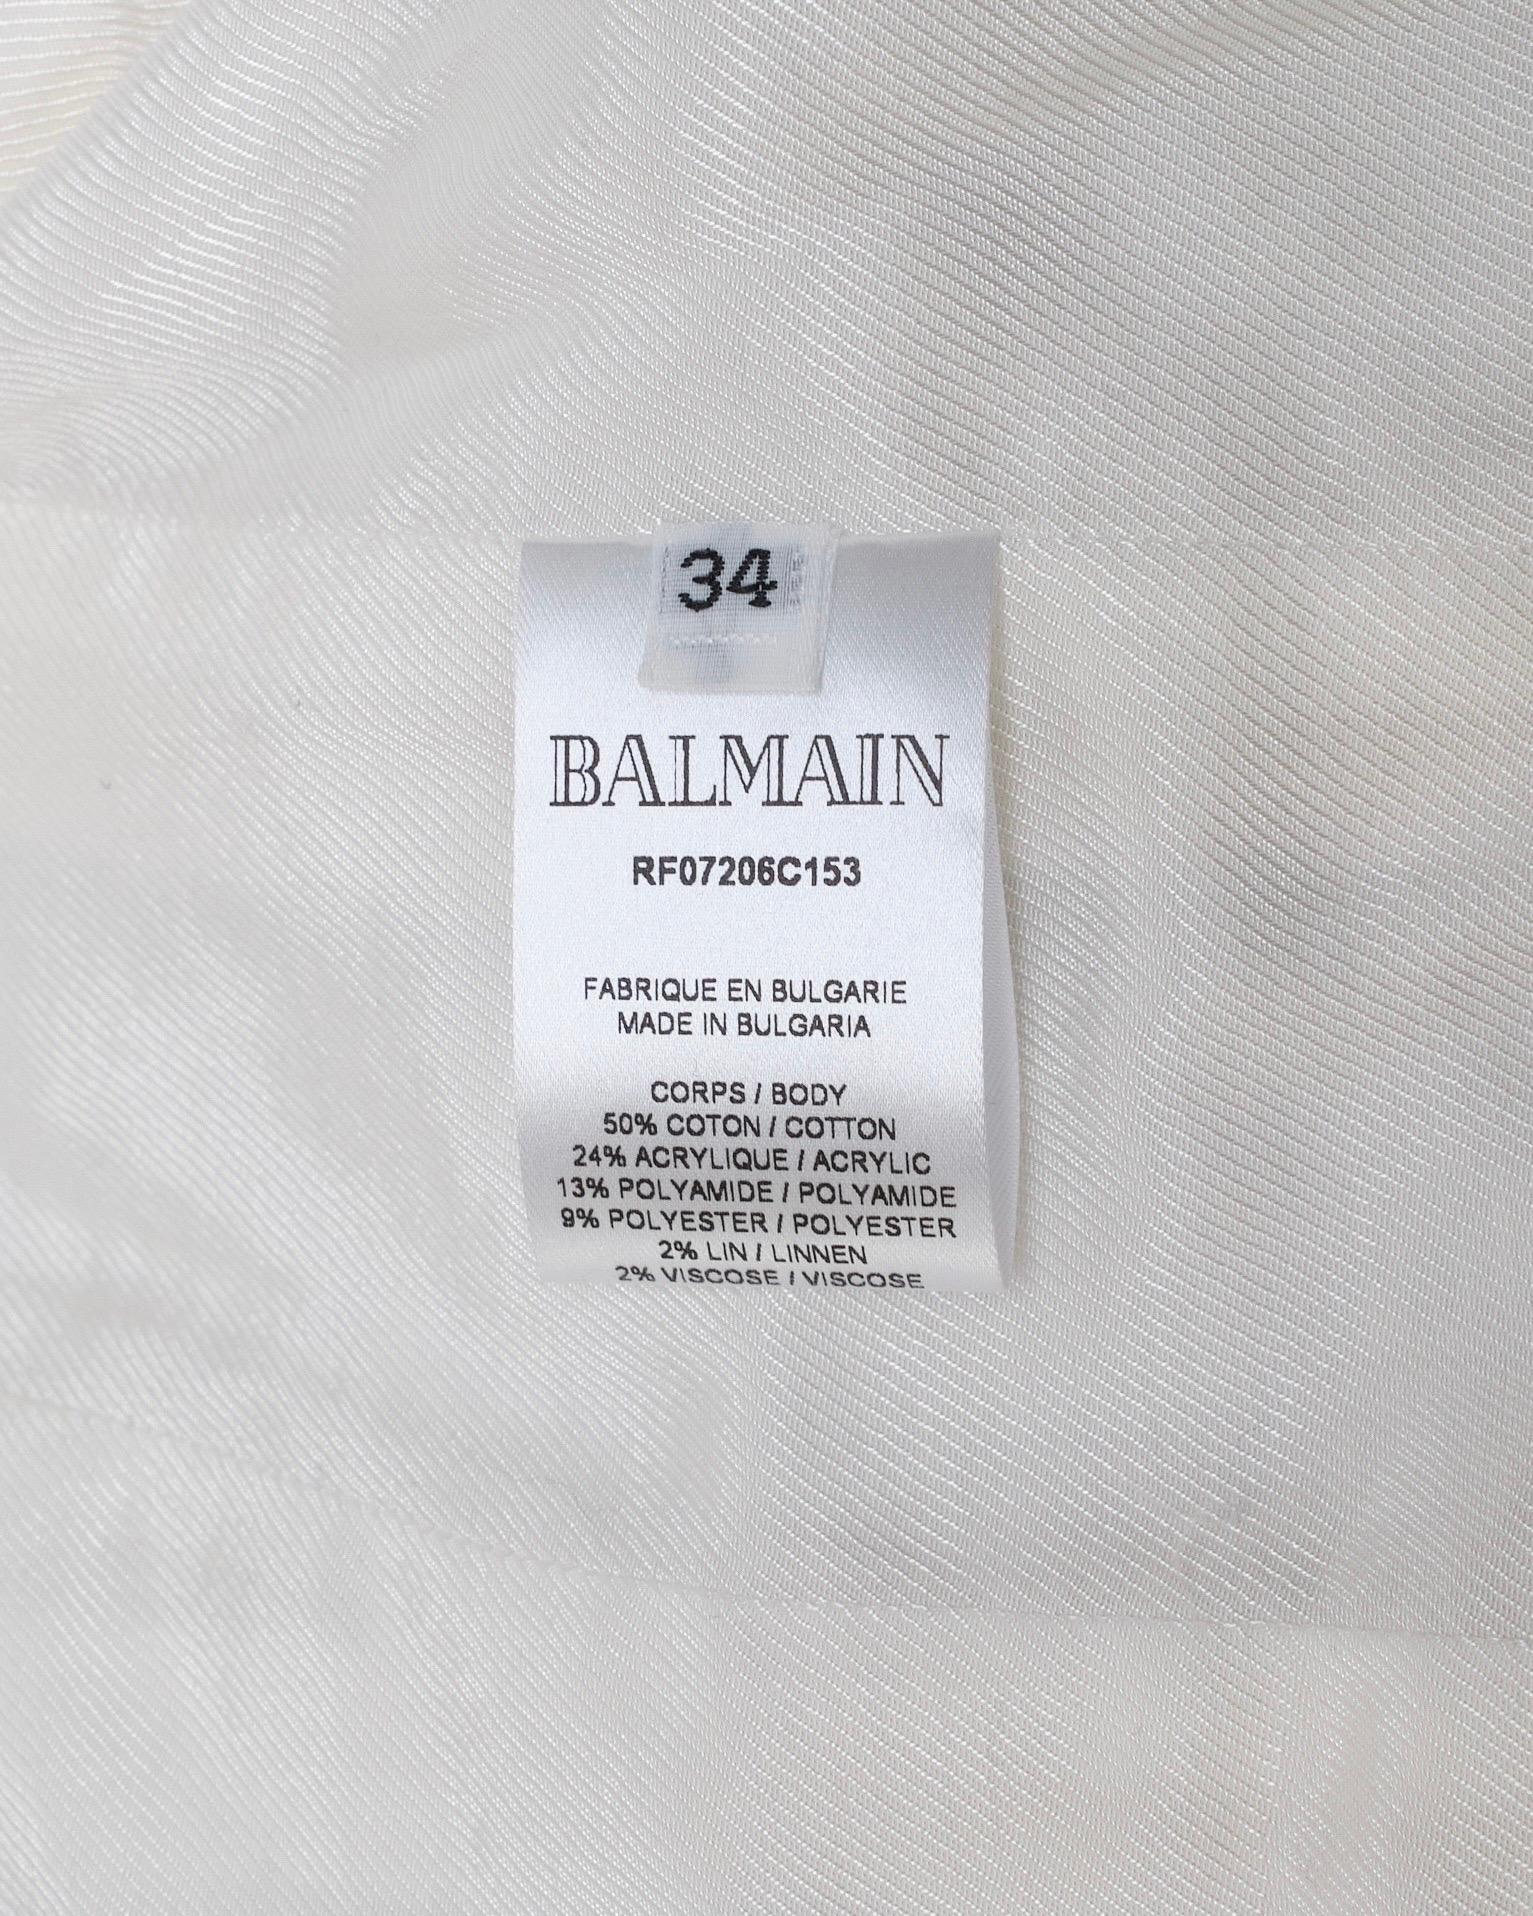 34
BALMAIN
RF07206C153
FABRIQUE EN BULGARIE
MADE IN BULGARIA
CORPS / BODY
50% COTON / COTTON
24% ACRYLIQUE / ACRYLIC
13% POLYAMIDE / POLYAMIDE
9% POLYESTER / POLYESTER
2% LIN / LINNEN
2% VISCOSE / VISCOSE